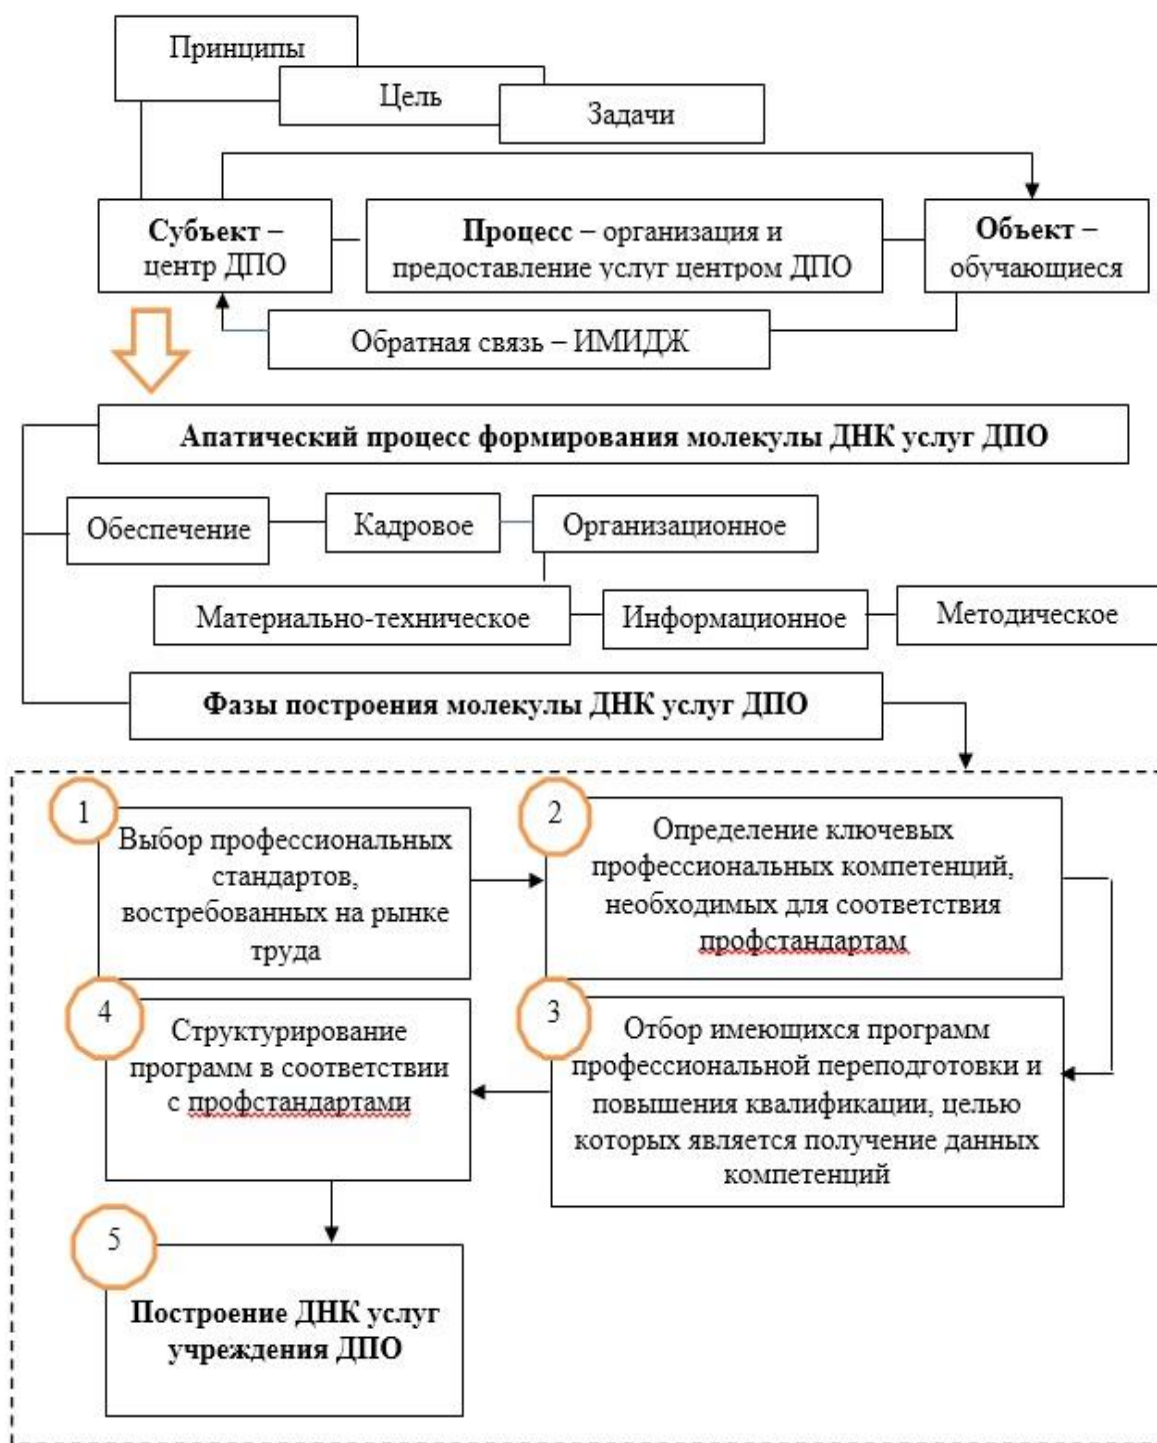 Принципы
Цель
Задачи
Субъект –
центр ДПО
Процесс – организация и
предоставление услуг центром ДПО
Объект –
обучающиеся
Обратная связь – ИМИДЖ
Апатический процесс формирования молекулы ДНК услуг ДПО
Обеспечение
Кадровое
Организационное
Материально-техническое
Информационное
Методическое
Фазы построения молекулы ДНК услуг ДПО
1
Выбор профессиональных
стандартов,
востребованных на рынке
труда
2
Определение ключевых
профессиональных компетенций,
необходимых для соответствия
профстандартам
4
Структурирование
программ в соответствии
с профстандартами
3
Отбор имеющихся программ
профессиональной переподготовки и
повышения квалификации, целью
которых является получение данных
компетенций
5
Построение ДНК услуг
учреждения ДПО